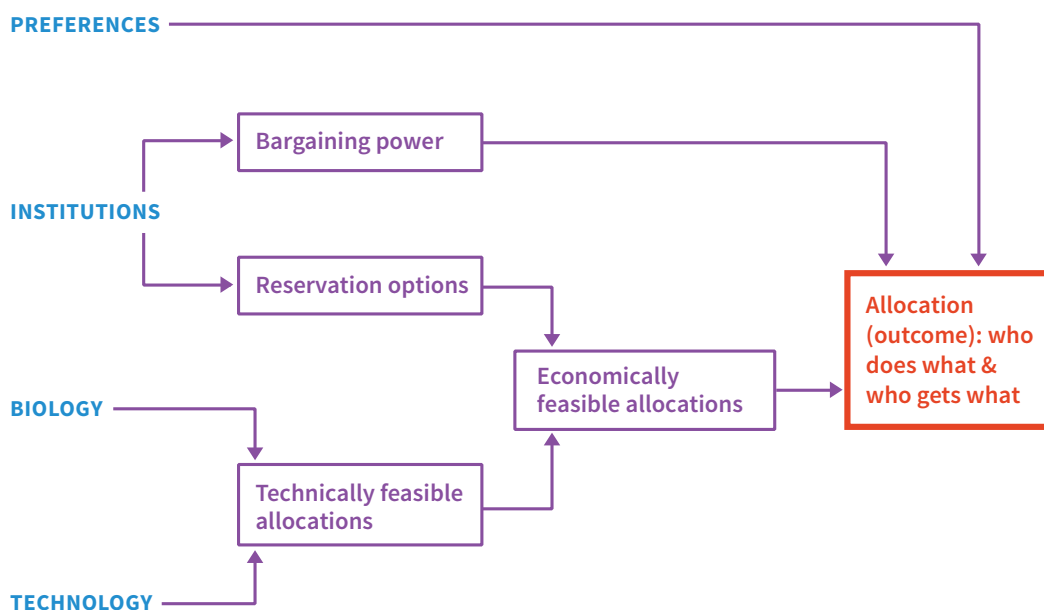 PREFERENCES
Bargaining power
INSTITUTIONS
Reservation options
Allocation
(outcome): who
does what &
who gets what
Economically
feasible allocations
BIOLOGY
Technically feasible
allocations
TECHNOLOGY